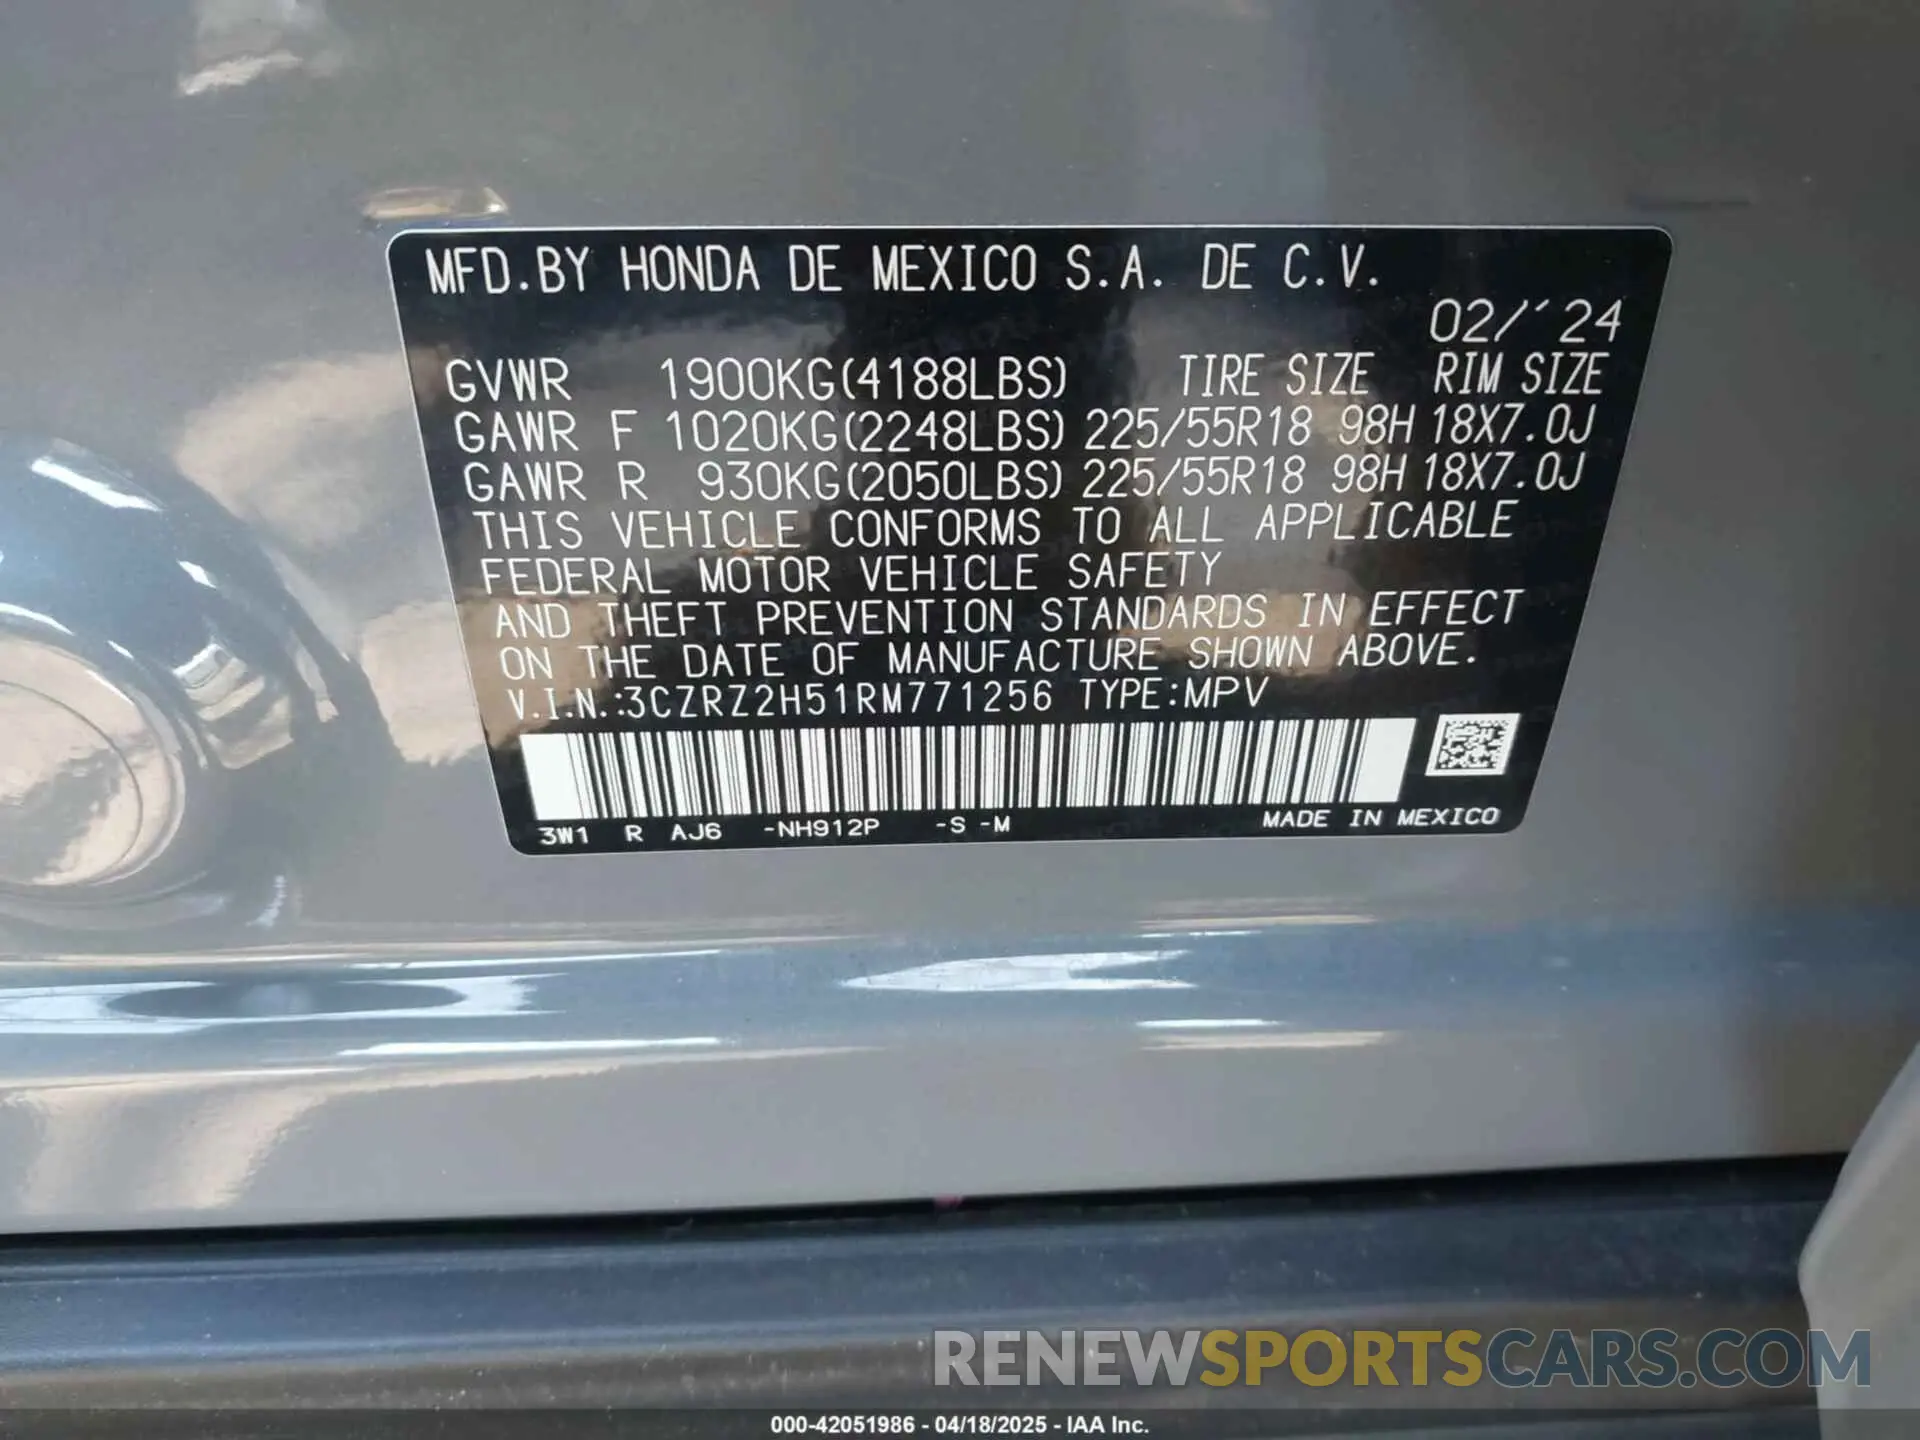 MFD.BY HONDA DE MEXICO S.A. DE C.V.
02/´24
GVWR 1900KG(4188LBS) TIRE SIZE RIM SIZE
GAWR F 1020KG(2248LBS) 225/55R18 98H 18X7.0J
GAWR R 930KG(2050LBS) 225/55R18 98H 18X7.0J
THIS VEHICLE CONFORMS TO ALL APPLICABLE
FEDERAL MOTOR VEHICLE SAFETY
AND THEFT PREVENTION STANDARDS IN EFFECT
ON THE DATE OF MANUFACTURE SHOWN ABOVE.
V.I.N.:3CZRZ2H51RM771256 TYPE:MPV
3W1 R AJ6 -NH912P -S -M MADE IN MEXICO
RENEWSPORTSCARS.COM
000-42051986 - 04/18/2025 - IAA Inc.